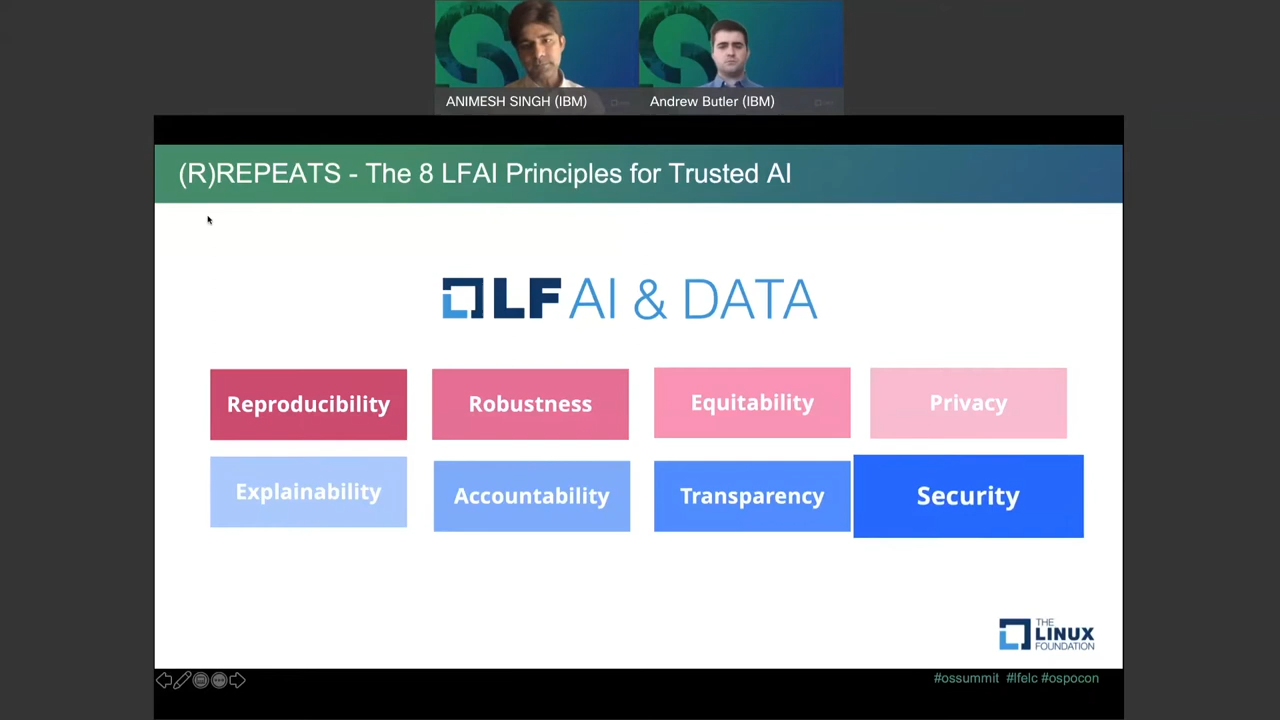 ANIMESH SINGH (IBM)
Andrew Butler (IBM)
(R)REPEATS - The 8 LFAI Principles for Trusted AI
LF AI & DATA
Reproducibility
Robustness
Equitability
Privacy
Explainability
Accountability
Transparency
Security
THE
LINUX
FOUNDATION
#ossummit #lfelc #ospocon